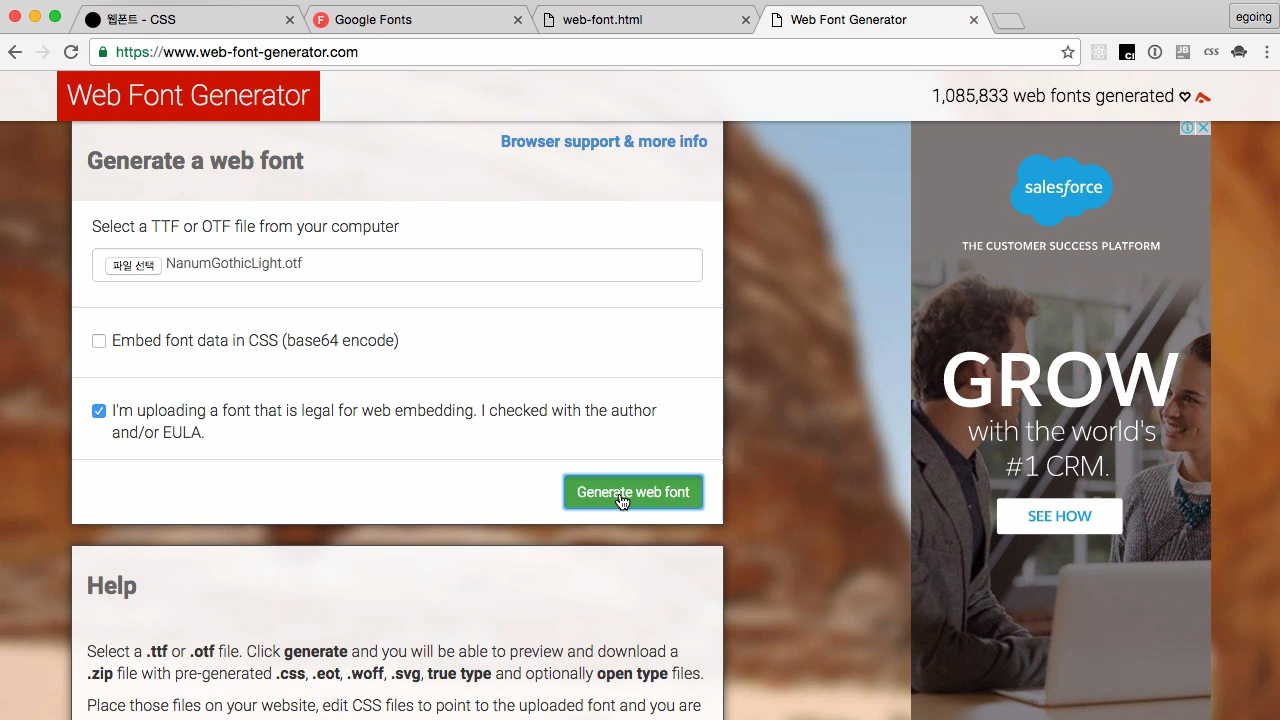 웹폰트 - CSS
Google Fonts
web-font.html
Web Font Generator
egoing
https://www.web-font-generator.com
css
Web Font Generator
1,085,833 web fonts generated
Generate a web font
Browser support & more info
Select a TTF or OTF file from your computer
파일 선택 NanumGothicLight.otf
Embed font data in CSS (base64 encode)
I'm uploading a font that is legal for web embedding. I checked with the author
and/or EULA.
Generate web font
Help
Select a .ttf or .otf file. Click generate and you will be able to preview and download a
.zip file with pre-generated .css, .eot, .woff, .svg, true type and optionally open type files.
Place those files on your website, edit CSS files to point to the uploaded font and you are
salesforce
THE CUSTOMER SUCCESS PLATFORM
GROW
with the world's
#1 CRM.
SEE HOW